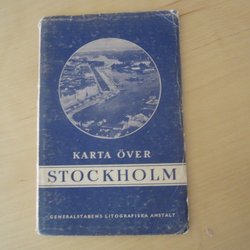 KARTA ÖVER
STOCKHOLM
GENERALSTABENS LITOGRAFISKA ANSTALT